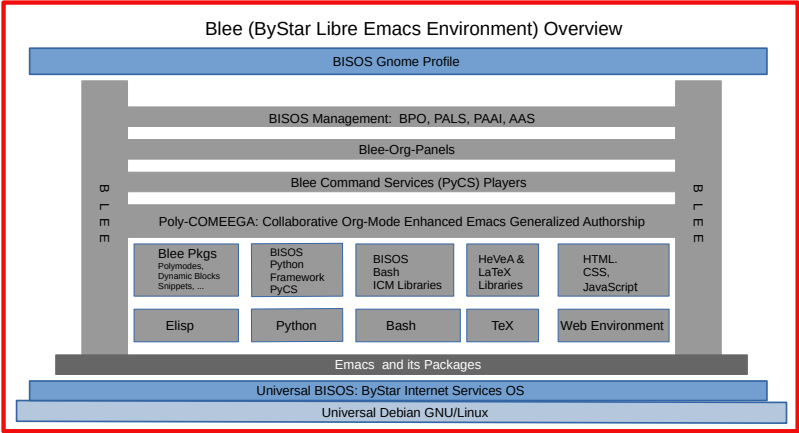 Blee (ByStar Libre Emacs Environment) Overview
BISOS Gnome Profile
BISOS Management:  BPO, PALS, PAAI, AAS
Blee-Org-Panels
Blee Command Services (PyCS) Players
B
L
E
E
B
L
E
E
Poly-COMEEGA: Collaborative Org-Mode Enhanced Emacs Generalized Authorship
Blee Pkgs
Polymodes,
Dynamic Blocks
Snippets, ...
BISOS
Python
Framework
PyCS
BISOS
Bash
ICM Libraries
HeVeA &
LaTeX
Libraries
HTML.
CSS,
JavaScript
Elisp
Python
Bash
TeX
Web Environment
Emacs  and its Packages
Universal BISOS: ByStar Internet Services OS
Universal Debian GNU/Linux